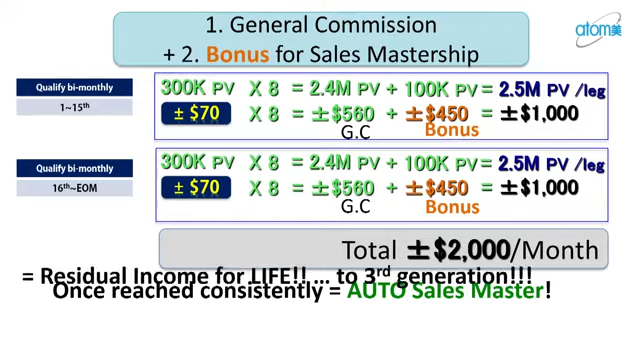 1. General Commission
+ 2. Bonus for Sales Mastership
atom美
Qualify bi-monthly
1~15th
300K PV X 8 = 2.4M PV + 100K PV = 2.5M PV /leg
± $70 X 8 = ±$560 + ±$450 = ±$1,000
G.C Bonus
Qualify bi-monthly
16th~EOM
300K PV X 8 = 2.4M PV + 100K PV = 2.5M PV /leg
± $70 X 8 = ±$560 + ±$450 = ±$1,000
G.C Bonus
Total ±$2,000/Month
= Residual Income for LIFE!! ... to 3rd generation!!!
Once reached consistently = AUTO Sales Master!